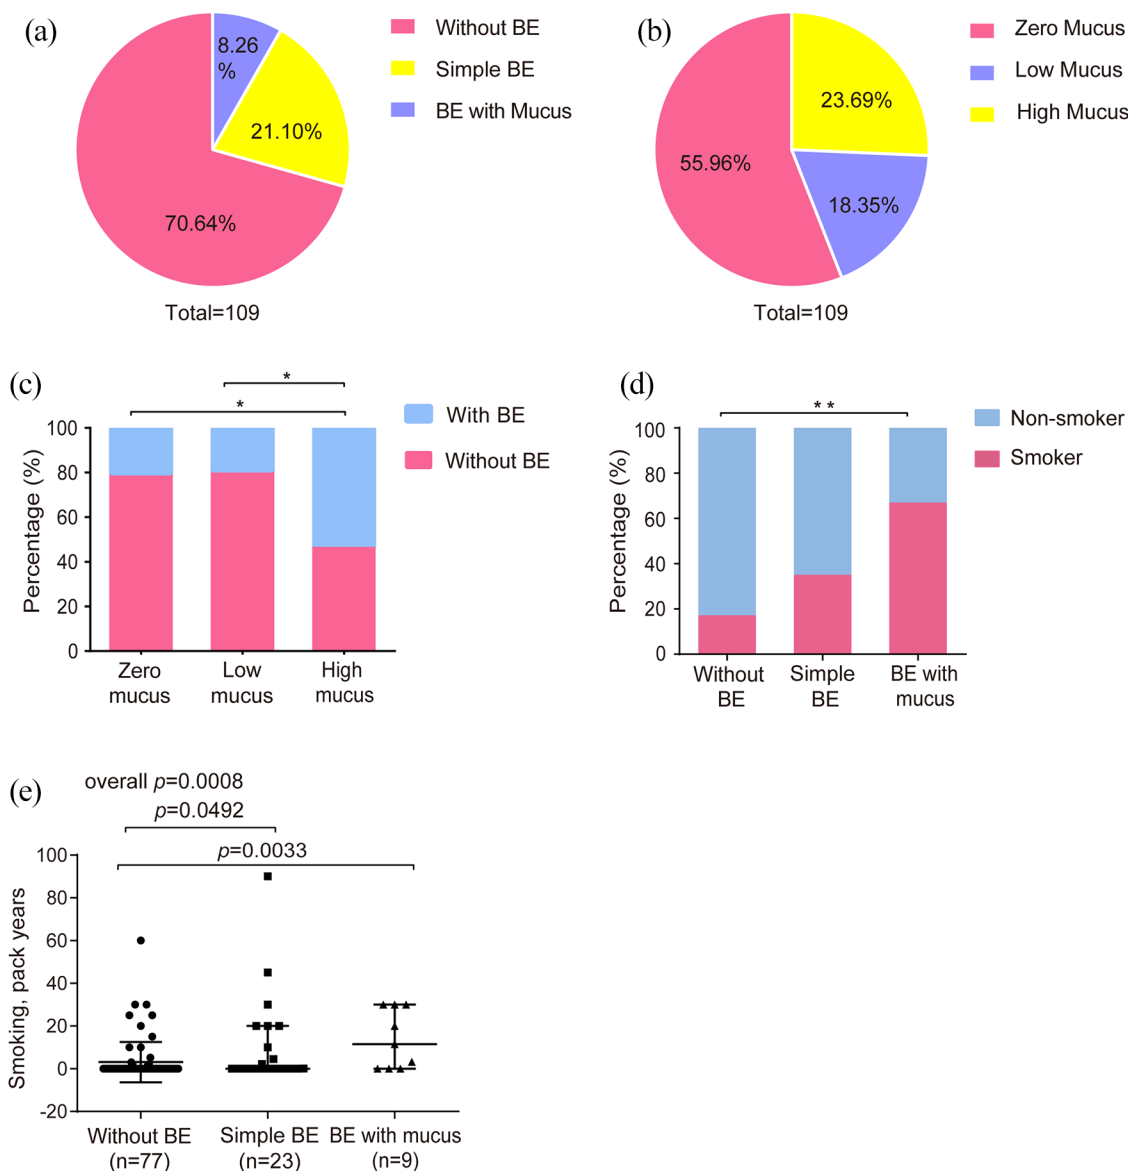 (a)
8.26
%
21.10%
70.64%
Total=109
Without BE
Simple BE
BE with Mucus
(b)
23.69%
55.96%
18.35%
Total=109
Zero Mucus
Low Mucus
High Mucus
(c)
*
*
With BE
Without BE
Percentage (%)
100
80
60
40
20
0
Zero
mucus
Low
mucus
High
mucus
(d)
**
Non-smoker
Smoker
Percentage (%)
100
80
60
40
20
0
Without
BE
Simple
BE
BE with
mucus
(e)
overall p=0.0008
p=0.0492
p=0.0033
Smoking, pack years
100
80
60
40
20
0
-20
Without BE
(n=77)
Simple BE
(n=23)
BE with mucus
(n=9)